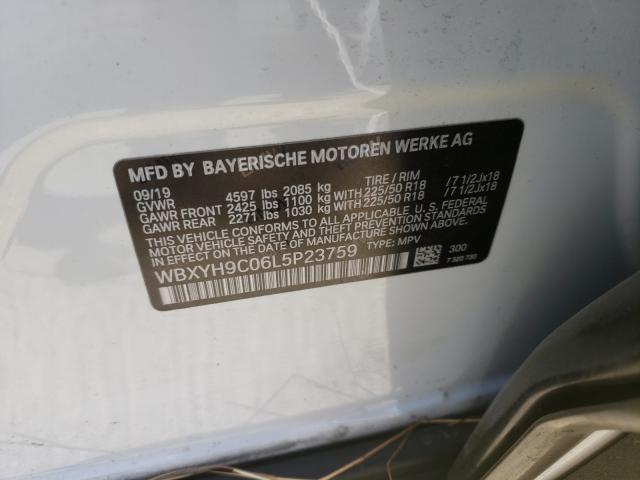 MFD BY BAYERISCHE MOTOREN WERKE AG
09/19 TIRE / RIM
GVWR 4597 lbs 2085 kg
GAWR FRONT 2425 lbs 1100 kg WITH 225/50 R18 /7 1/2Jx18
GAWR REAR 2271 lbs 1030 kg WITH 225/50 R18 /7 1/2Jx18
THIS VEHICLE CONFORMS TO ALL APPLICABLE U.S. FEDERAL
MOTOR VEHICLE SAFETY AND THEFT PREVENTION STANDARDS
IN EFFECT ON THE DATE OF MANUFACTURE SHOWN ABOVE.
WBXYH9C06L5P23759 TYPE: MPV
300
7 320 730